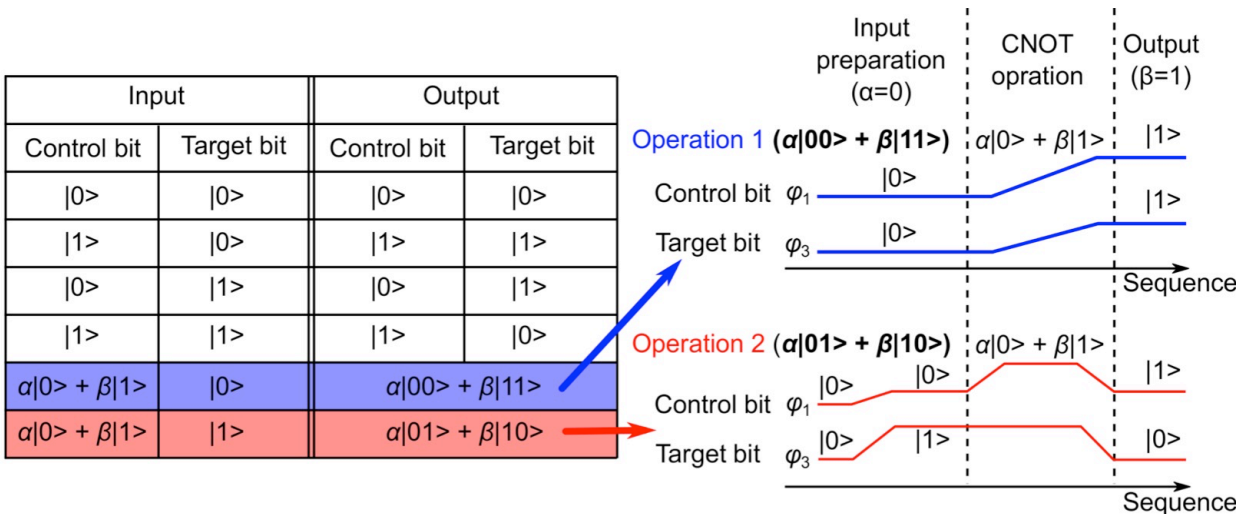 Input Output
Control bit Target bit Control bit Target bit
|0> |0> |0> |0>
|1> |0> |1> |1>
|0> |1> |0> |1>
|1> |1> |1> |0>
α|0> + β|1> |0> α|00> + β|11>
α|0> + β|1> |1> α|01> + β|10>
Input
preparation
(α=0)
CNOT
opration
Output
(β=1)
Operation 1 (α|00> + β|11>) α|0> + β|1> |1>
Control bit φ1 |0>
|1>
Target bit φ3 |0>
Sequence
Operation 2 (α|01> + β|10>) α|0> + β|1>
Control bit φ1 |0> |0> |1>
Target bit φ3 |0> |1> |0>
Sequence